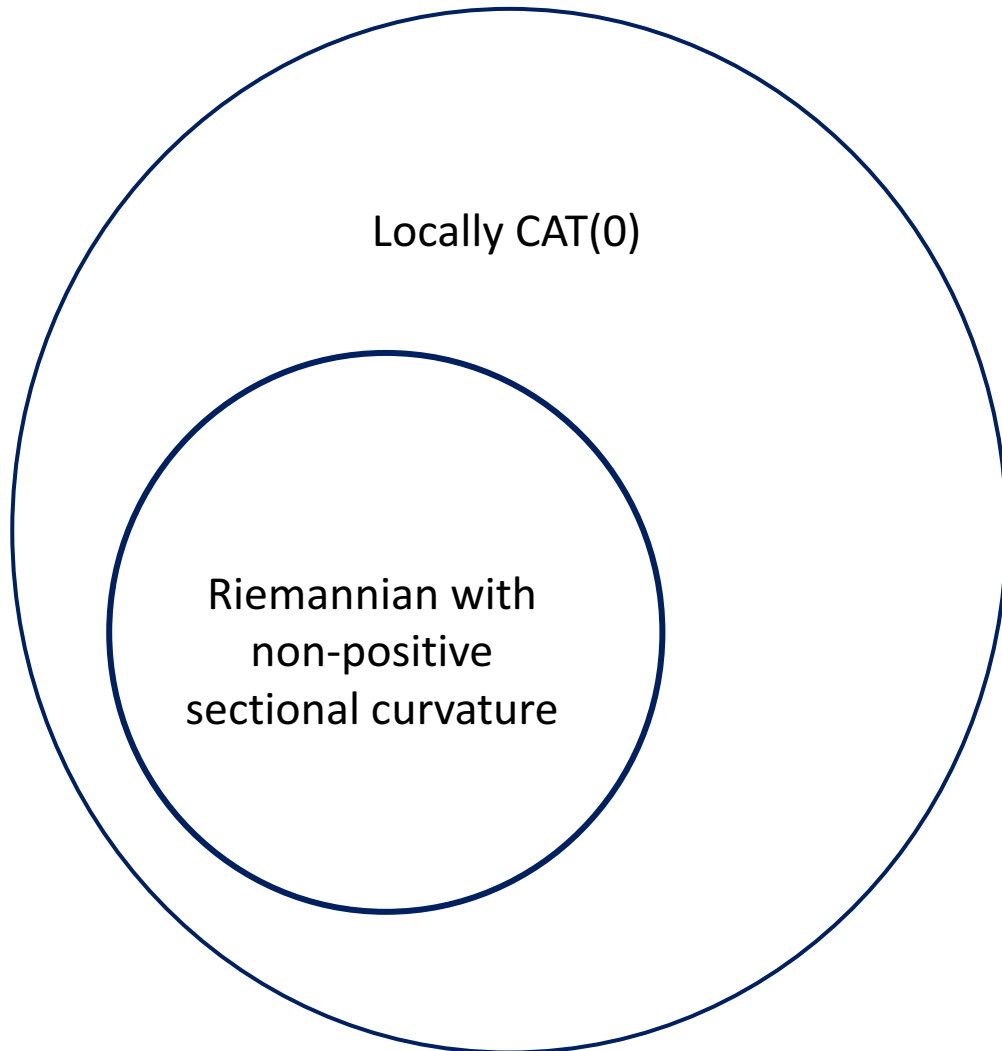 Locally CAT(0)
Riemannian with
non-positive
sectional curvature